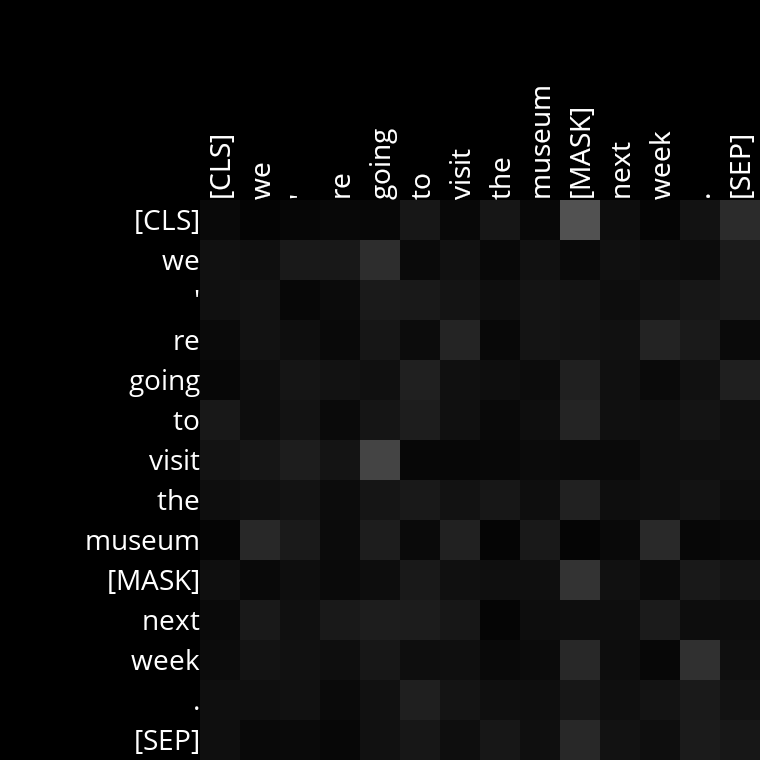 [CLS] we ' re going to visit the museum [MASK] next week . [SEP]
[CLS]
we
'
re
going
to
visit
the
museum
[MASK]
next
week
.
[SEP]